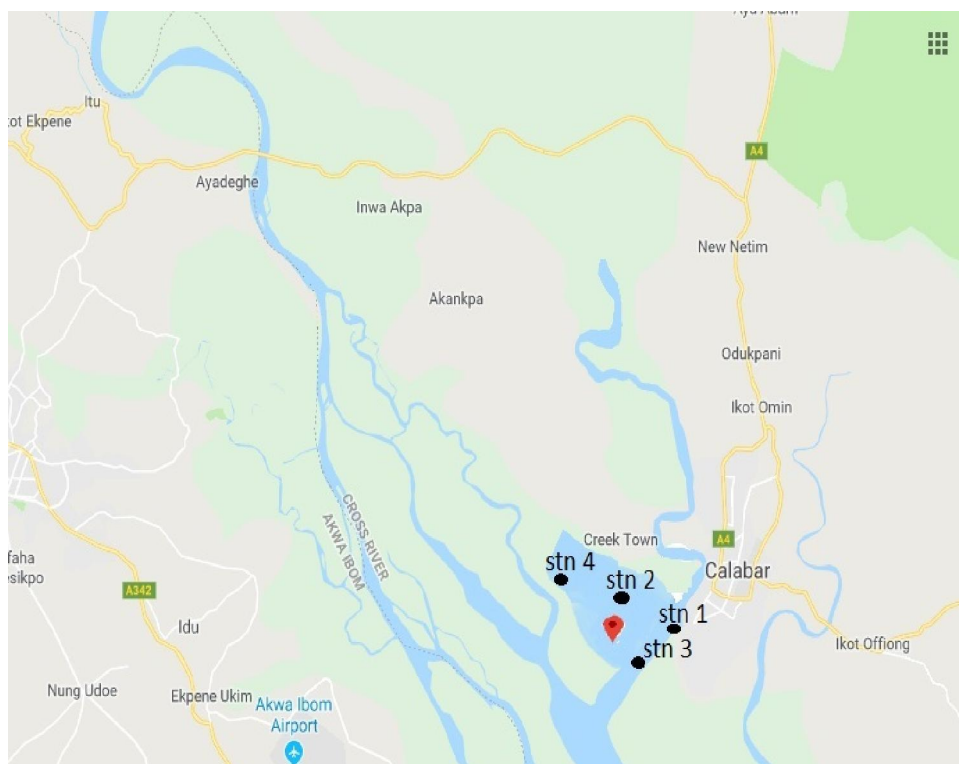 Itu
kot Ekpene
A4
Ayadeghe
Inwa Akpa
New Netim
Akankpa
Odukpani
Ikot Omin
CROSS RIVER
AKWA IBOM
Creek Town
A4
stn 4
Calabar
stn 2
faha
esikpo
A342
stn 1
Idu
stn 3
Ikot Offiong
Nung Udoe
Ekpene Ukim
Akwa Ibom
Airport